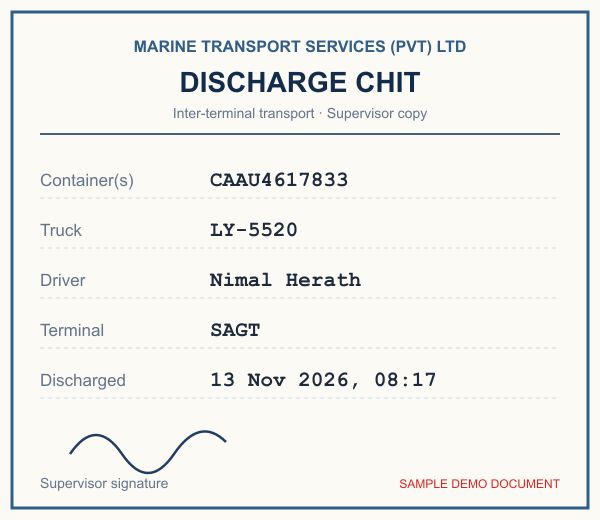 MARINE TRANSPORT SERVICES (PVT) LTD
DISCHARGE CHIT
Inter-terminal transport · Supervisor copy
Container(s) CAAU4617833
Truck LY-5520
Driver Nimal Herath
Terminal SAGT
Discharged 13 Nov 2026, 08:17
Supervisor signature SAMPLE DEMO DOCUMENT